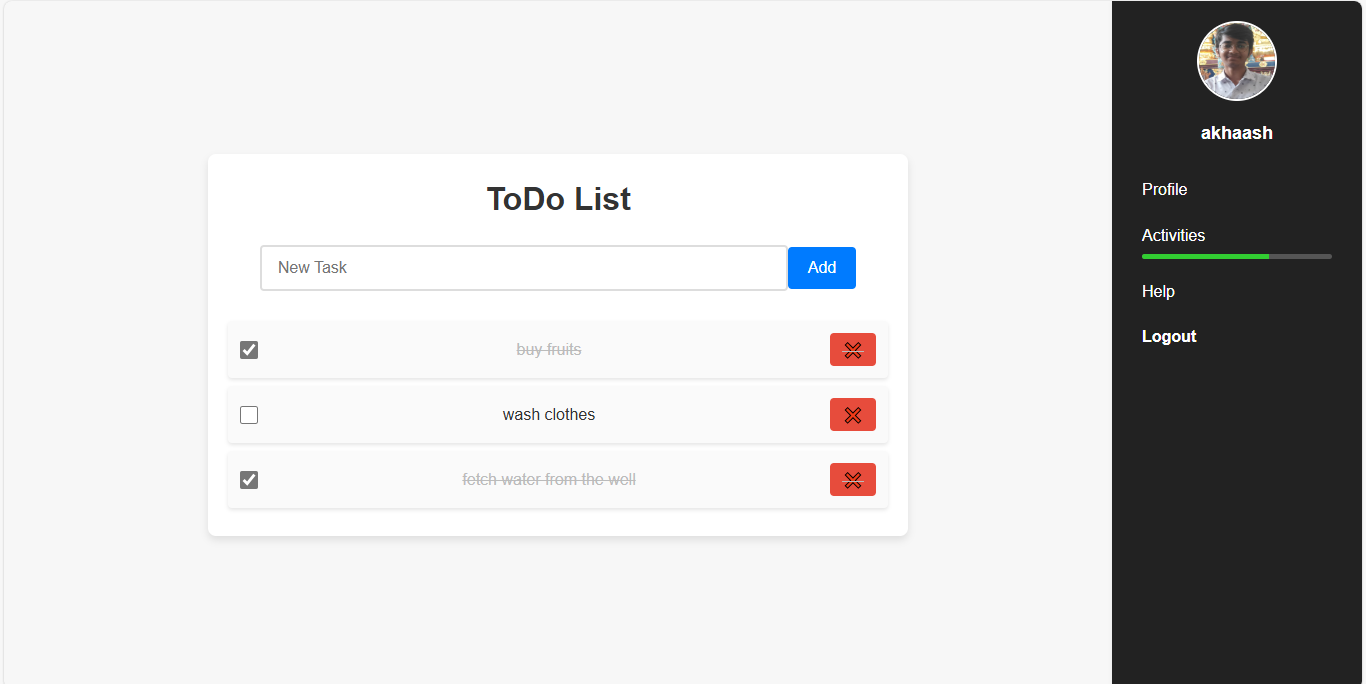 ToDo List
New Task
Add
buy fruits
wash clothes
fetch water from the well
akhaash
Profile
Activities
Help
Logout